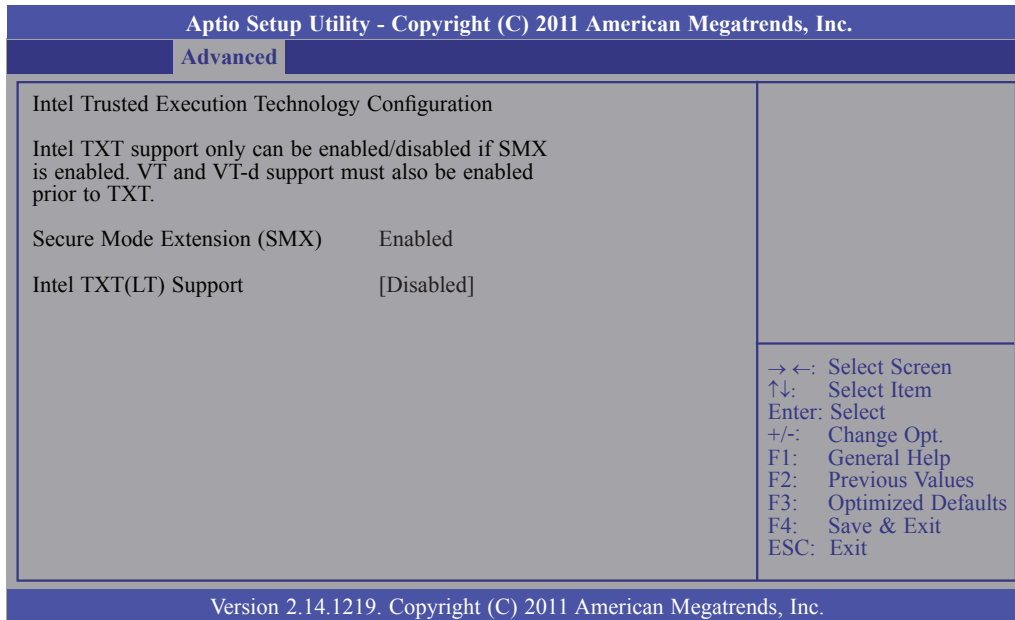 Aptio Setup Utility - Copyright (C) 2011 American Megatrends, Inc.
Advanced
Intel Trusted Execution Technology Configuration
Intel TXT support only can be enabled/disabled if SMX
is enabled. VT and VT-d support must also be enabled
prior to TXT.
Secure Mode Extension (SMX) Enabled
Intel TXT(LT) Support [Disabled]
→ ←: Select Screen
↑↓: Select Item
Enter: Select
+/-: Change Opt.
F1: General Help
F2: Previous Values
F3: Optimized Defaults
F4: Save & Exit
ESC: Exit
Version 2.14.1219. Copyright (C) 2011 American Megatrends, Inc.